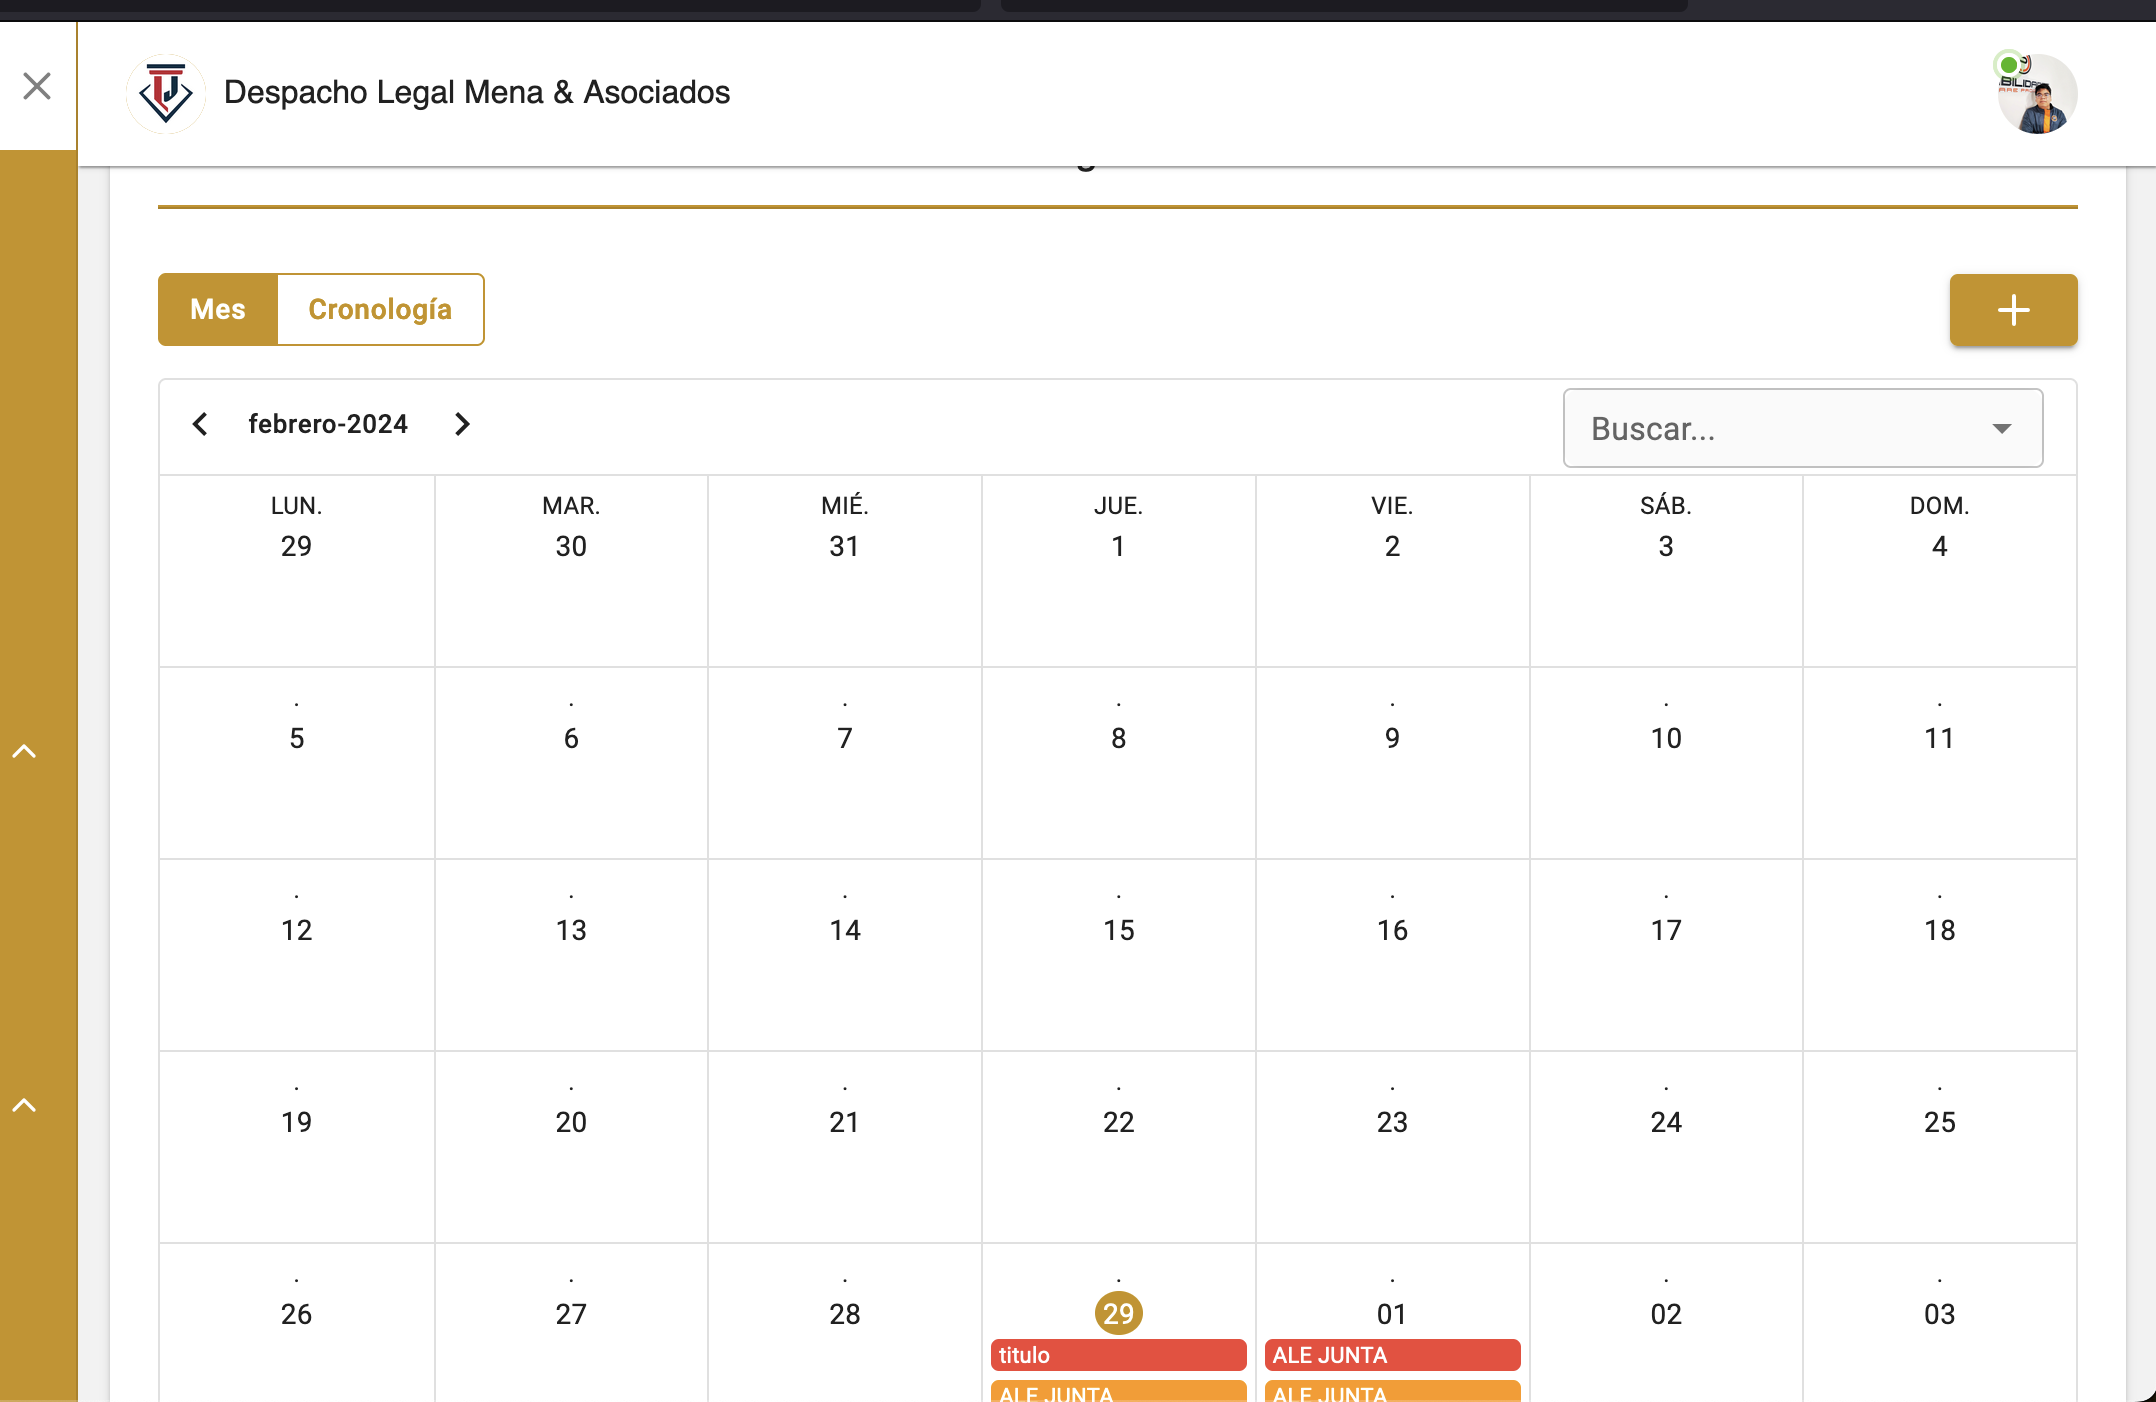 Despacho Legal Mena & Asociados
Mes Cronología
+
febrero-2024 Buscar...
LUN. MAR. MIÉ. JUE. VIE. SÁB. DOM.
29 30 31 1 2 3 4
. . . . . . .
5 6 7 8 9 10 11
. . . . . . .
12 13 14 15 16 17 18
. . . . . . .
19 20 21 22 23 24 25
. . . . . . .
26 27 28 29 01 02 03
titulo ALE JUNTA
ALE JUNTA ALE JUNTA